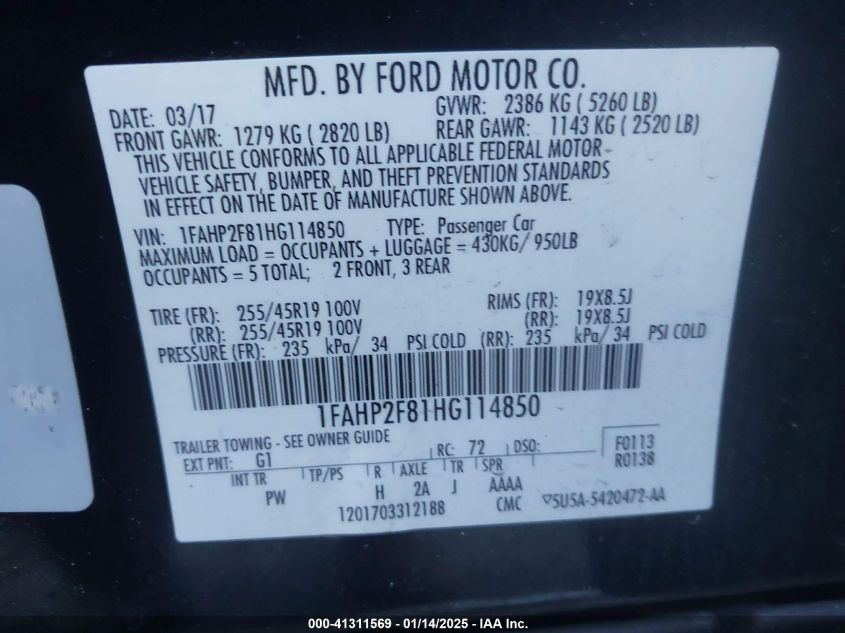 MFD. BY FORD MOTOR CO.
DATE: 03/17 GVWR: 2386 KG ( 5260 LB)
FRONT GAWR: 1279 KG ( 2820 LB) REAR GAWR: 1143 KG ( 2520 LB)
THIS VEHICLE CONFORMS TO ALL APPLICABLE FEDERAL MOTOR
VEHICLE SAFETY, BUMPER, AND THEFT PREVENTION STANDARDS
IN EFFECT ON THE DATE OF MANUFACTURE SHOWN ABOVE.
VIN: 1FAHP2F81HG114850 TYPE: Passenger Car
MAXIMUM LOAD = OCCUPANTS + LUGGAGE = 430KG/ 950LB
OCCUPANTS = 5 TOTAL; 2 FRONT, 3 REAR
TIRE (FR): 255/45R19 100V RIMS (FR): 19X8.5J
(RR): 255/45R19 100V (RR): 19X8.5J
PRESSURE (FR): 235 kPa/ 34 PSI COLD (RR): 235 kPa/ 34 PSI COLD
1FAHP2F81HG114850
TRAILER TOWING - SEE OWNER GUIDE
EXT PNT: G1 RC: 72 DSO: F0113
R0138
INT TR TP/PS R AXLE TR SPR
PW H 2A J AAAA
1201703312188 CMC 5U5A-5420472-AA
000-41311569 - 01/14/2025 - IAAI.com